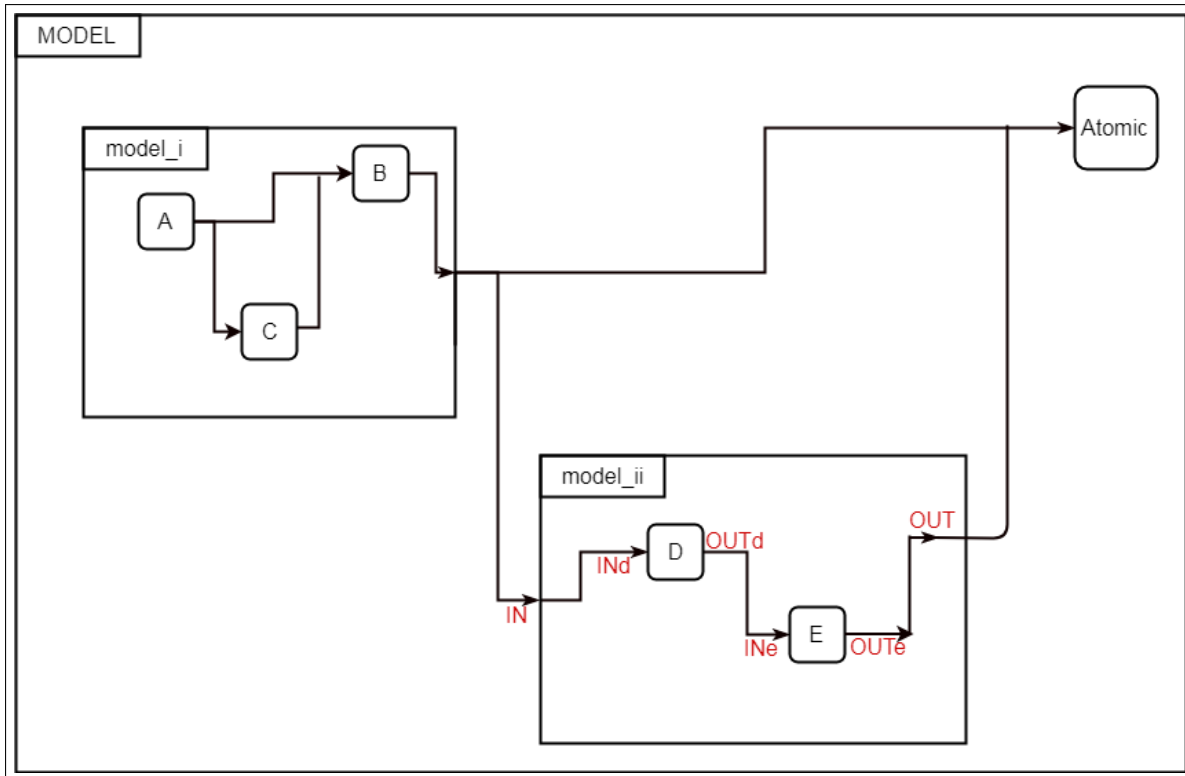 MODEL
Atomic
model_i
B
A
C
model_ii
OUT
D
OUTd
INd
IN
E
INe
OUTe